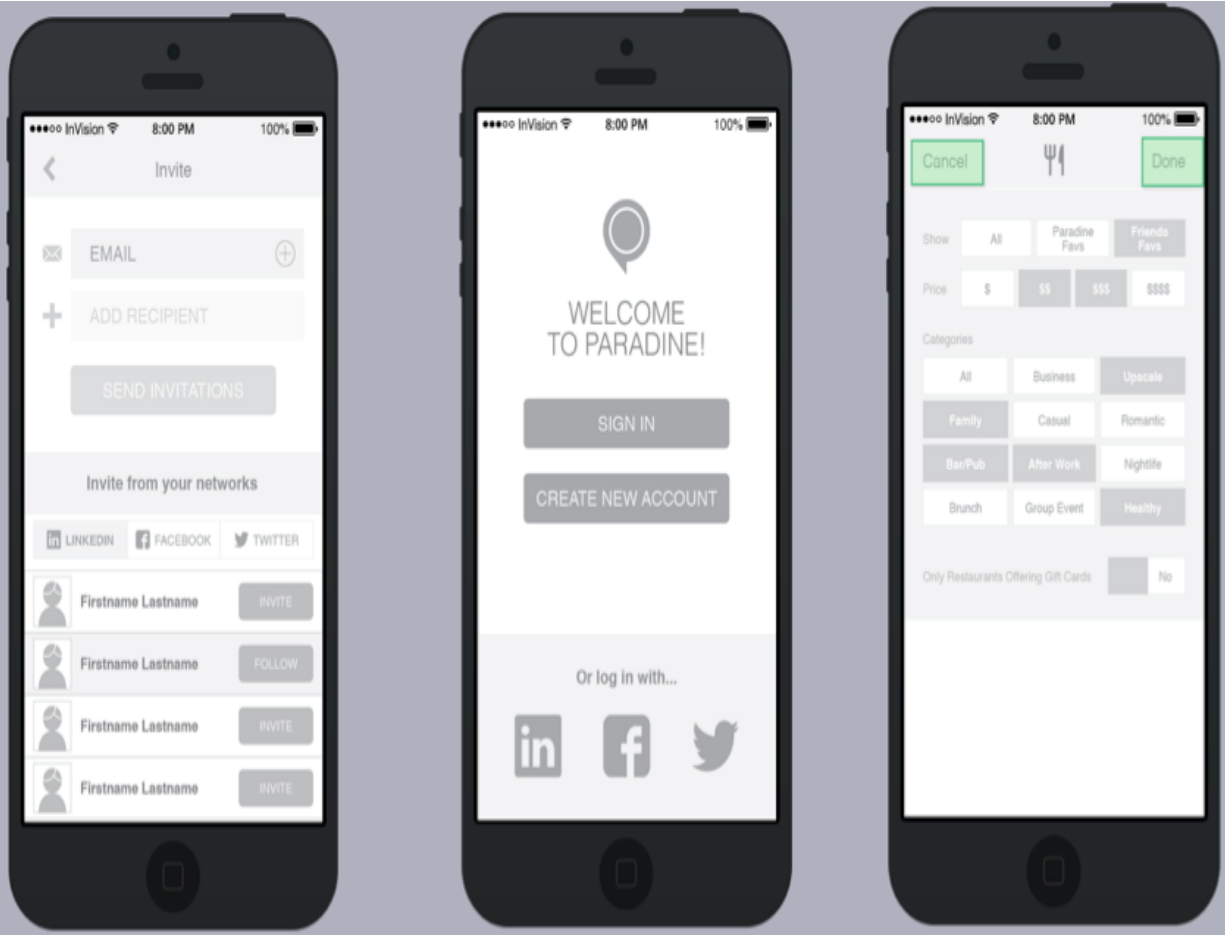 InVision 8:00 PM 100%
Invite
EMAIL
ADD RECIPIENT
SEND INVITATIONS
Invite from your networks
in LINKEDIN f FACEBOOK TWITTER
Firstname Lastname INVITE
Firstname Lastname FOLLOW
Firstname Lastname INVITE
Firstname Lastname INVITE
InVision 8:00 PM 100%
WELCOME
TO PARADINE!
SIGN IN
CREATE NEW ACCOUNT
Or log in with...
in f
InVision 8:00 PM 100%
Cancel Done
Show All Paradine Favs Friends Favs
Price $ $$ $$$ $$$$
Categories
All Business Upscale
Family Casual Romantic
Bar/Pub After Work Nightlife
Brunch Group Event Healthy
Only Restaurants Offering Gift Cards No